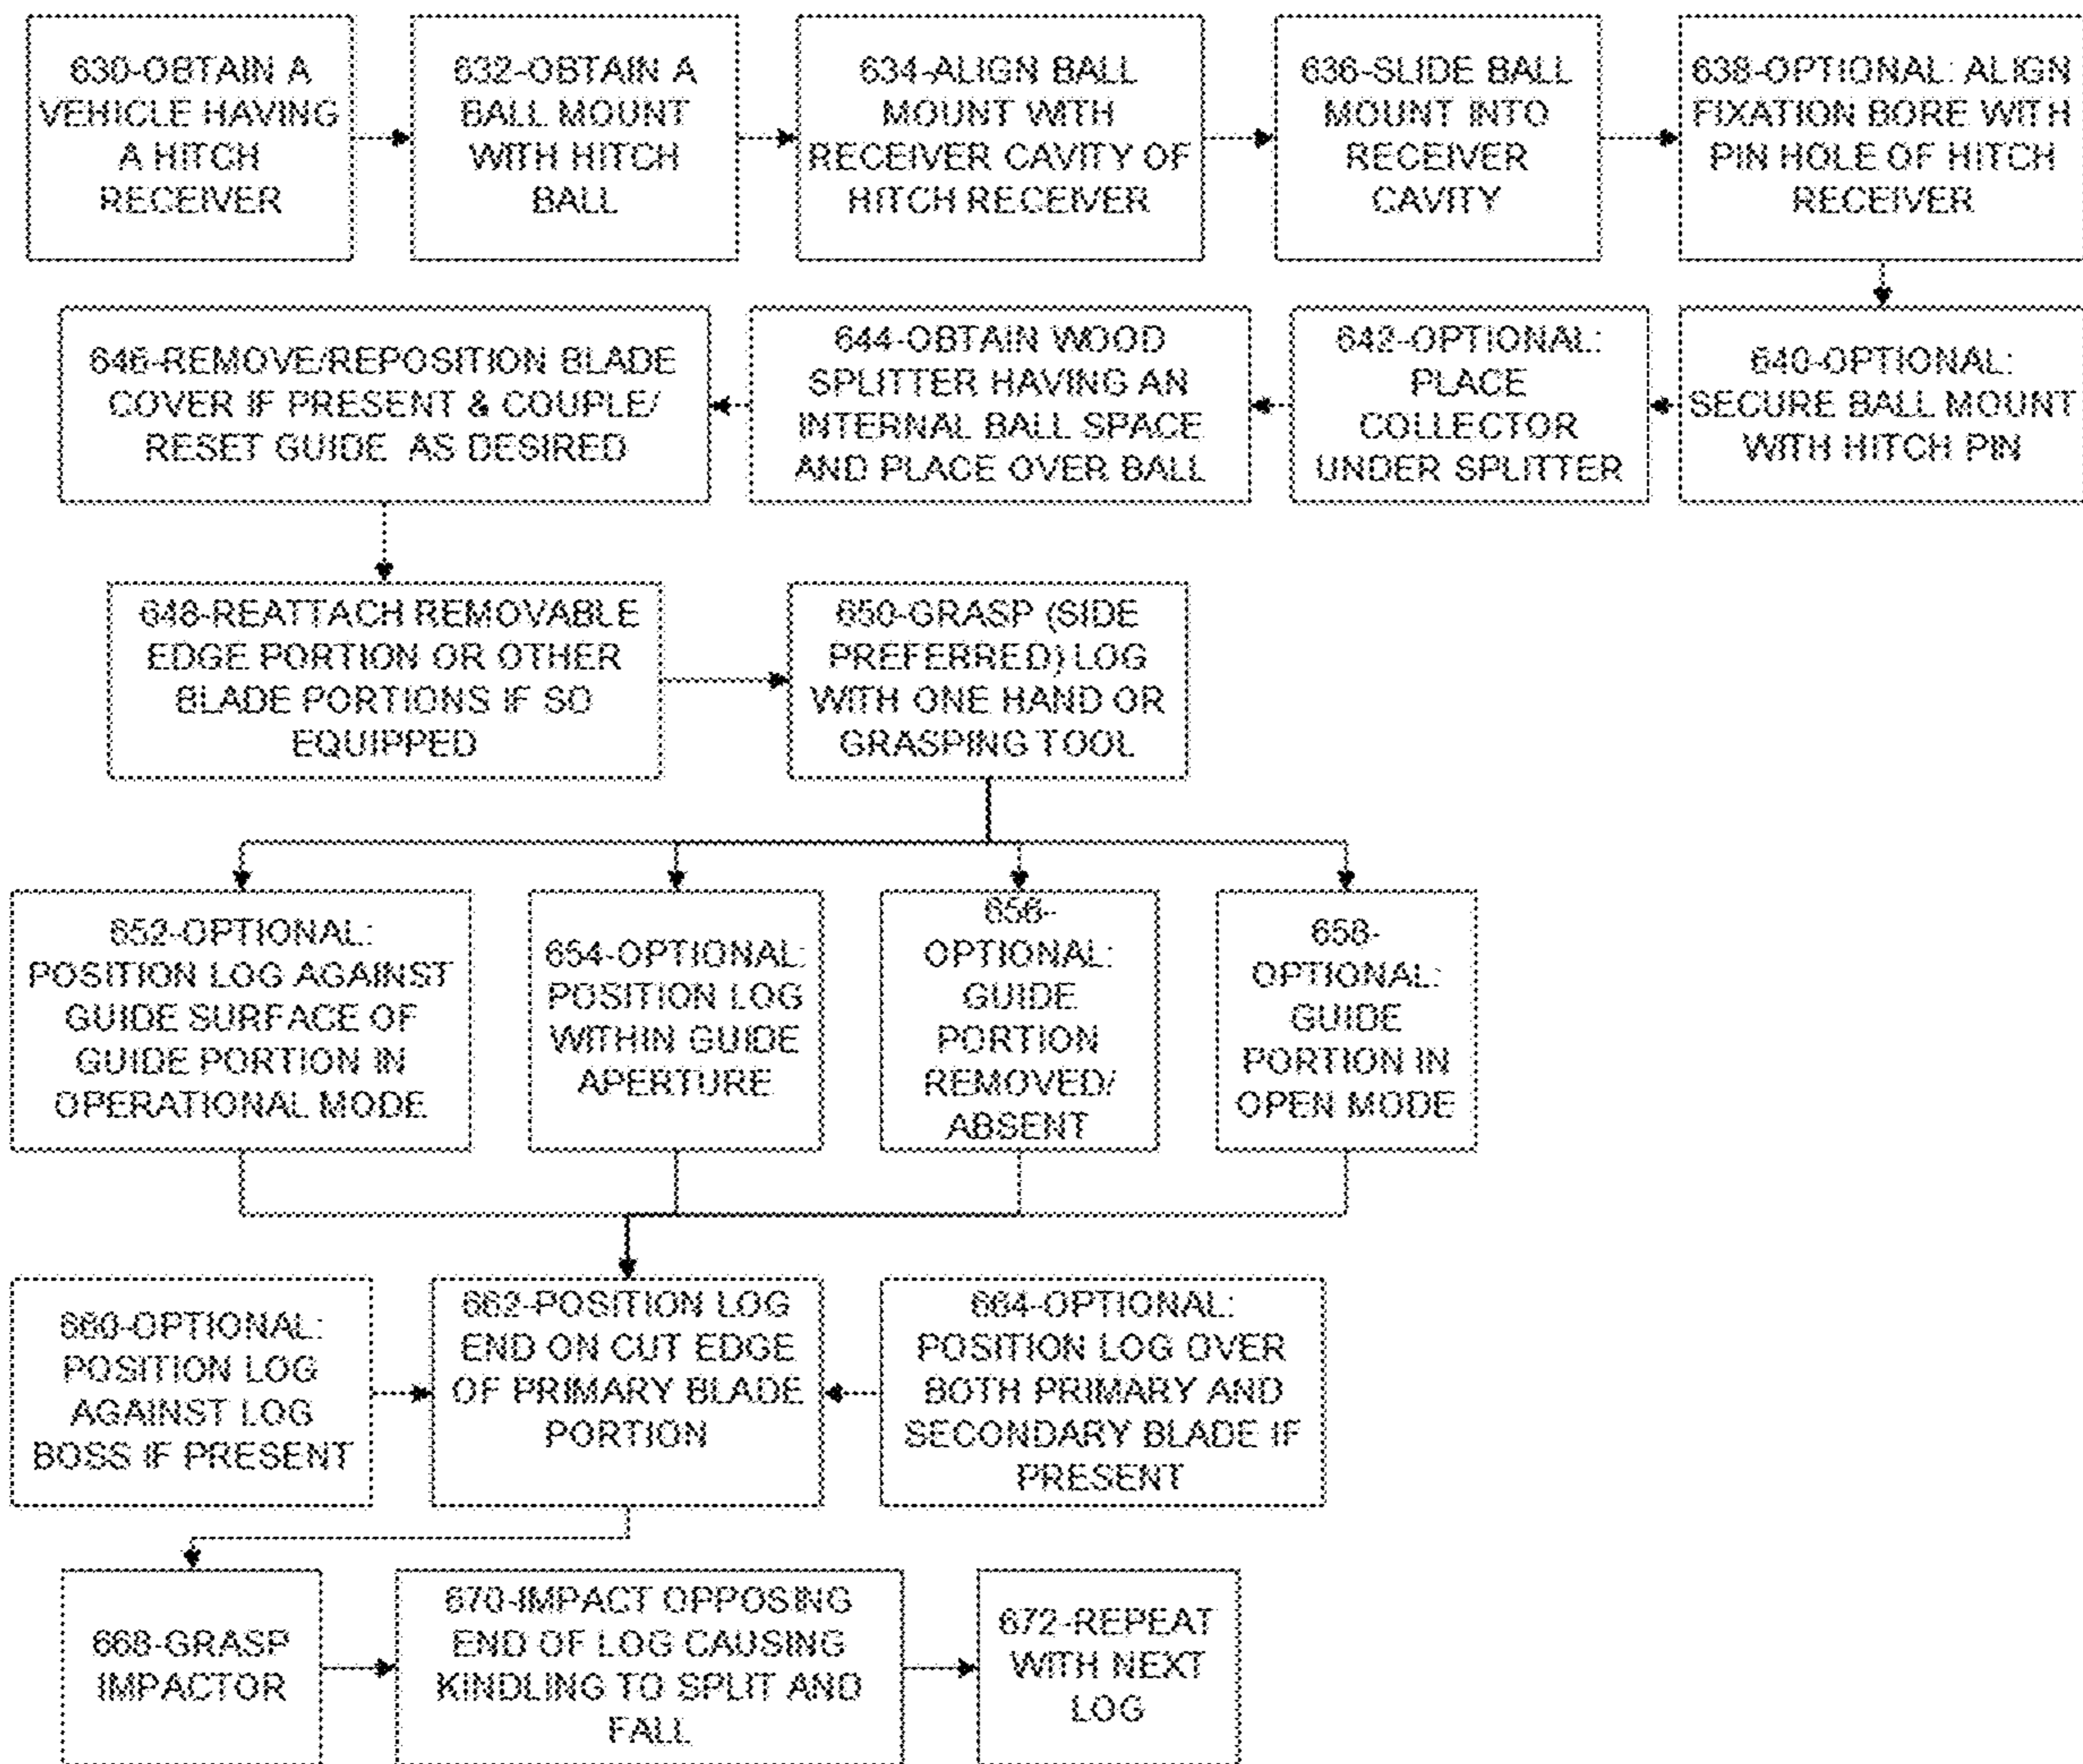 630-OBTAIN A
VEHICLE HAVING
A HITCH
RECEIVER
632-OBTAIN A
BALL MOUNT
WITH HITCH
BALL
634-ALIGN BALL
MOUNT WITH
RECEIVER CAVITY OF
HITCH RECEIVER
636-SLIDE BALL
MOUNT INTO
RECEIVER
CAVITY
638-OPTIONAL: ALIGN
FIXATION BORE WITH
PIN HOLE OF HITCH
RECEIVER
640-OPTIONAL:
SECURE BALL MOUNT
WITH HITCH PIN
642-OPTIONAL:
PLACE
COLLECTOR
UNDER SPLITTER
644-OBTAIN WOOD
SPLITTER HAVING AN
INTERNAL BALL SPACE
AND PLACE OVER BALL
646-REMOVE/REPOSITION BLADE
COVER IF PRESENT & COUPLE/
RESET GUIDE AS DESIRED
648-REATTACH REMOVABLE
EDGE PORTION OR OTHER
BLADE PORTIONS IF SO
EQUIPPED
650-GRASP (SIDE
PREFERRED) LOG
WITH ONE HAND OR
GRASPING TOOL
652-OPTIONAL:
POSITION LOG AGAINST
GUIDE SURFACE OF
GUIDE PORTION IN
OPERATIONAL MODE
654-OPTIONAL:
POSITION LOG
WITHIN GUIDE
APERTURE
656-
OPTIONAL:
GUIDE
PORTION
REMOVED/
ABSENT
658-
OPTIONAL:
GUIDE
PORTION IN
OPEN MODE
660-OPTIONAL:
POSITION LOG
AGAINST LOG
BOSS IF PRESENT
662-POSITION LOG
END ON CUT EDGE
OF PRIMARY BLADE
PORTION
664-OPTIONAL:
POSITION LOG OVER
BOTH PRIMARY AND
SECONDARY BLADE IF
PRESENT
668-GRASP
IMPACTOR
670-IMPACT OPPOSING
END OF LOG CAUSING
KINDLING TO SPLIT AND
FALL
672-REPEAT
WITH NEXT
LOG